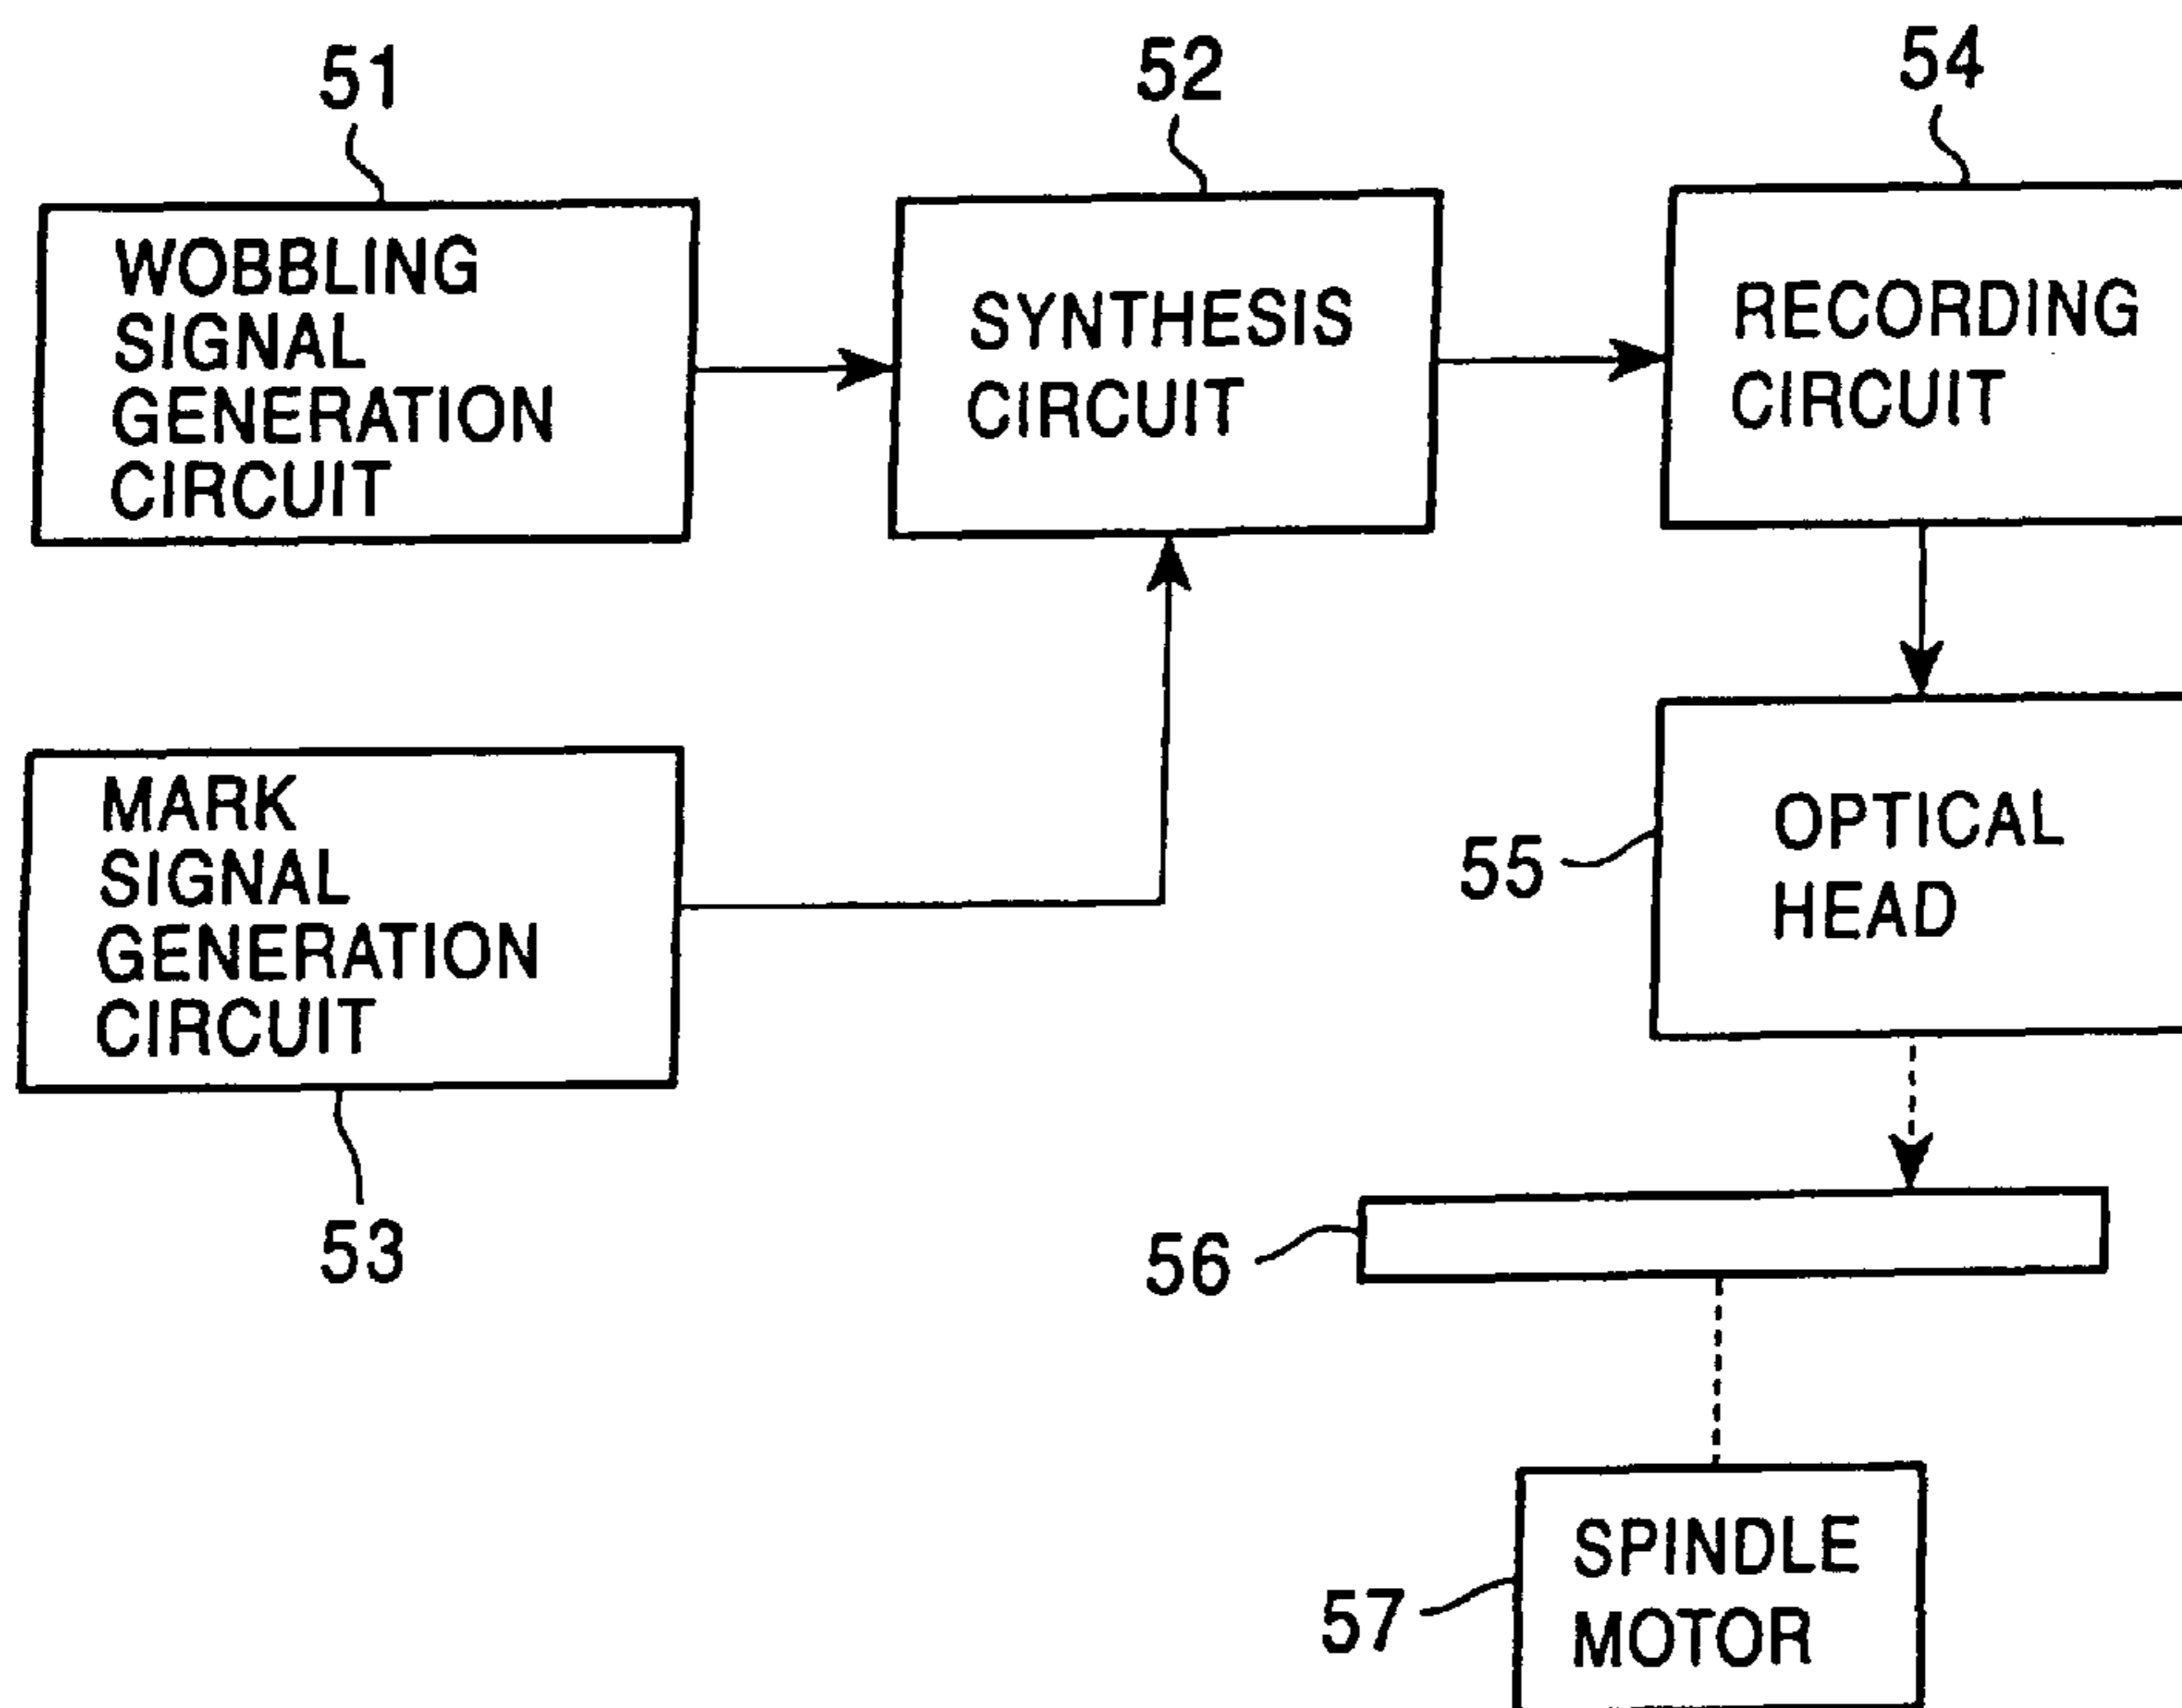 51
52
54
WOBBLING
SIGNAL
GENERATION
CIRCUIT
SYNTHESIS
CIRCUIT
RECORDING
CIRCUIT
MARK
SIGNAL
GENERATION
CIRCUIT
53
55
OPTICAL
HEAD
56
57
SPINDLE
MOTOR